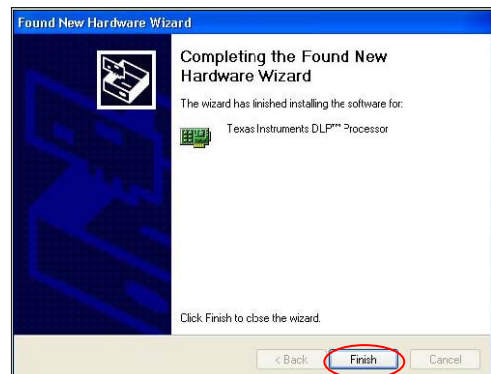 Found New Hardware Wizard
Completing the Found New
Hardware Wizard
The wizard has finished installing the software for:
Texas Instruments DLP™ Processor
Click Finish to close the wizard.
< Back
Finish
Cancel